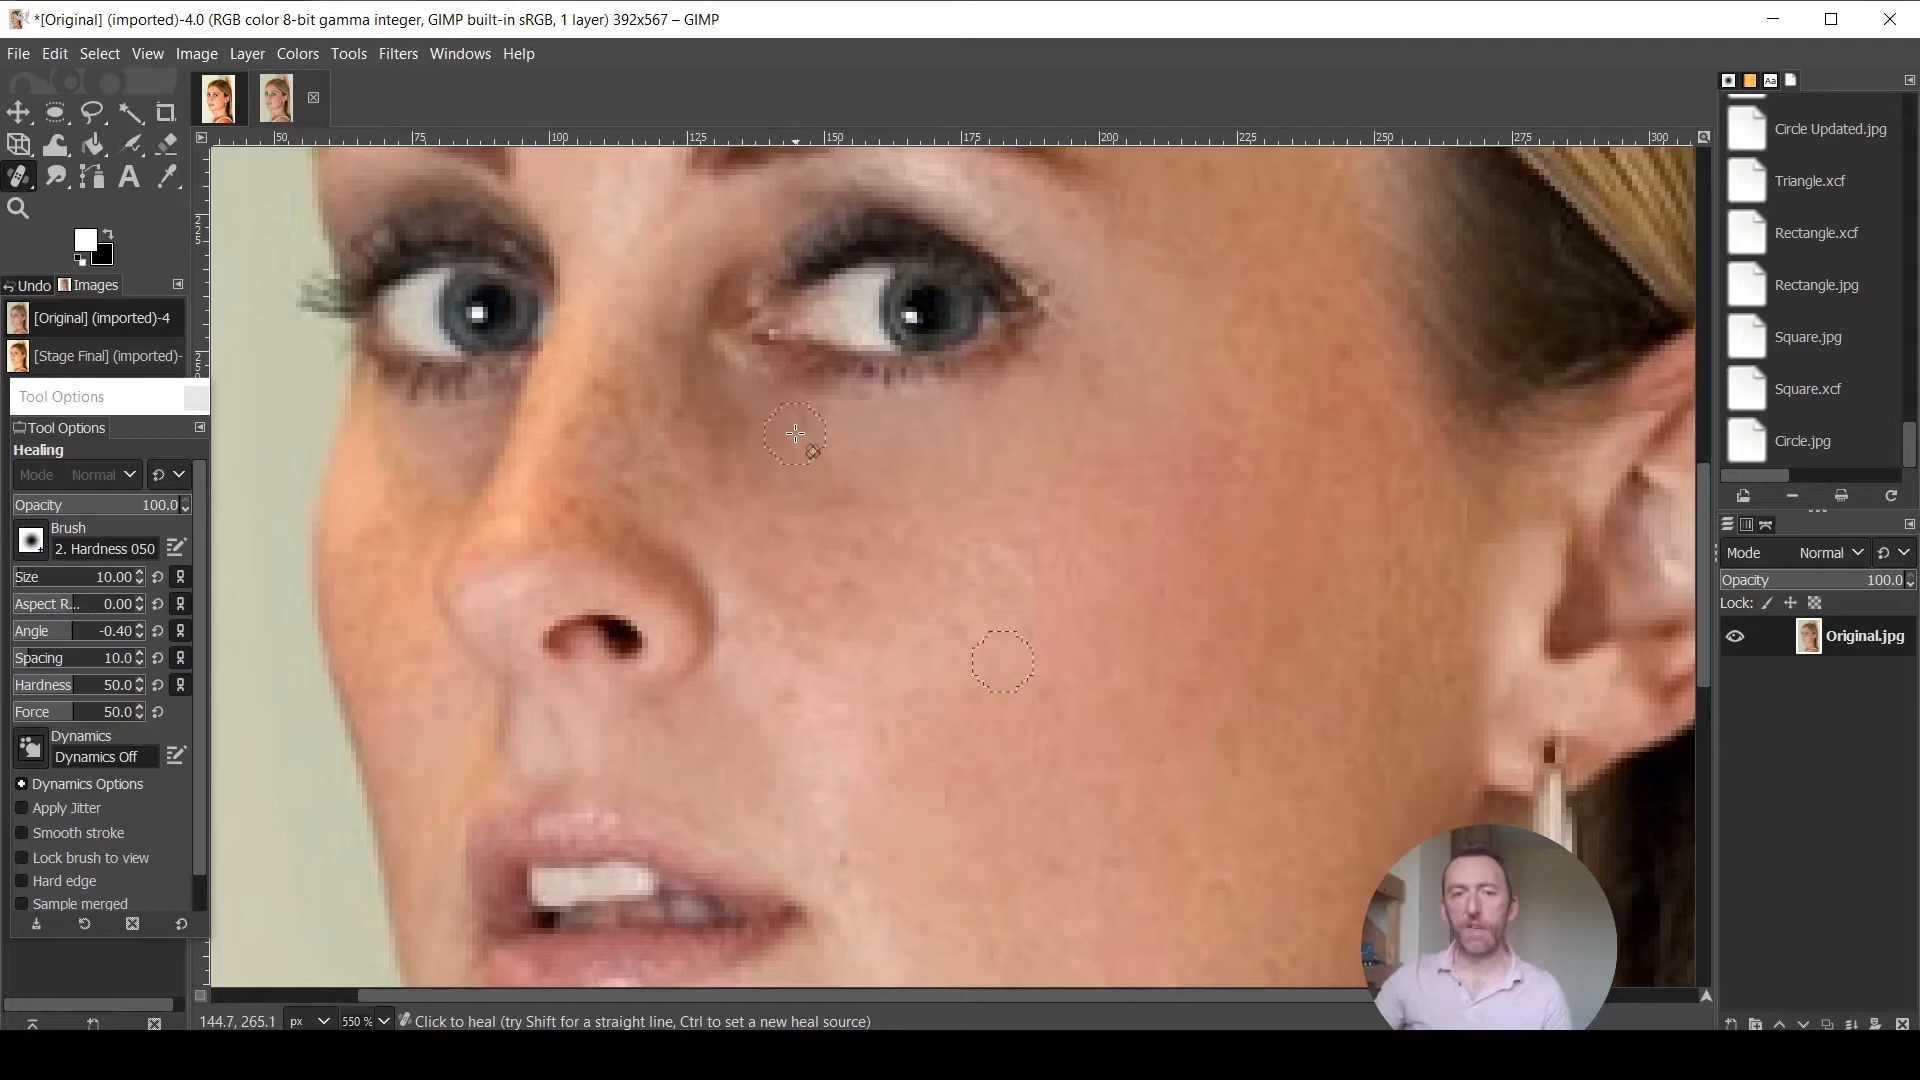 *[Original] (imported)-4.0 (RGB color 8-bit gamma integer, GIMP built-in sRGB, 1 layer) 392x567 – GIMP
File Edit Select View Image Layer Colors Tools Filters Windows Help
50 75 100 125 150 175 200 225 250 275 300
225
Undo Images
[Original] (imported)-4
[Stage Final] (imported)-
Tool Options
Tool Options
Healing
Mode Normal
Opacity 100.0
Brush
2. Hardness 050
Size 10.00
Aspect R... 0.00
Angle -0.40
Spacing 10.0
Hardness 50.0
Force 50.0
Dynamics
Dynamics Off
Dynamics Options
Apply Jitter
Smooth stroke
Lock brush to view
Hard edge
Sample merged
144.7, 265.1 px 550 % Click to heal (try Shift for a straight line, Ctrl to set a new heal source)
Aa
Circle Updated.jpg
Triangle.xcf
Rectangle.xcf
Rectangle.jpg
Square.jpg
Square.xcf
Circle.jpg
Mode Normal
Opacity 100.0
Lock:
Original.jpg